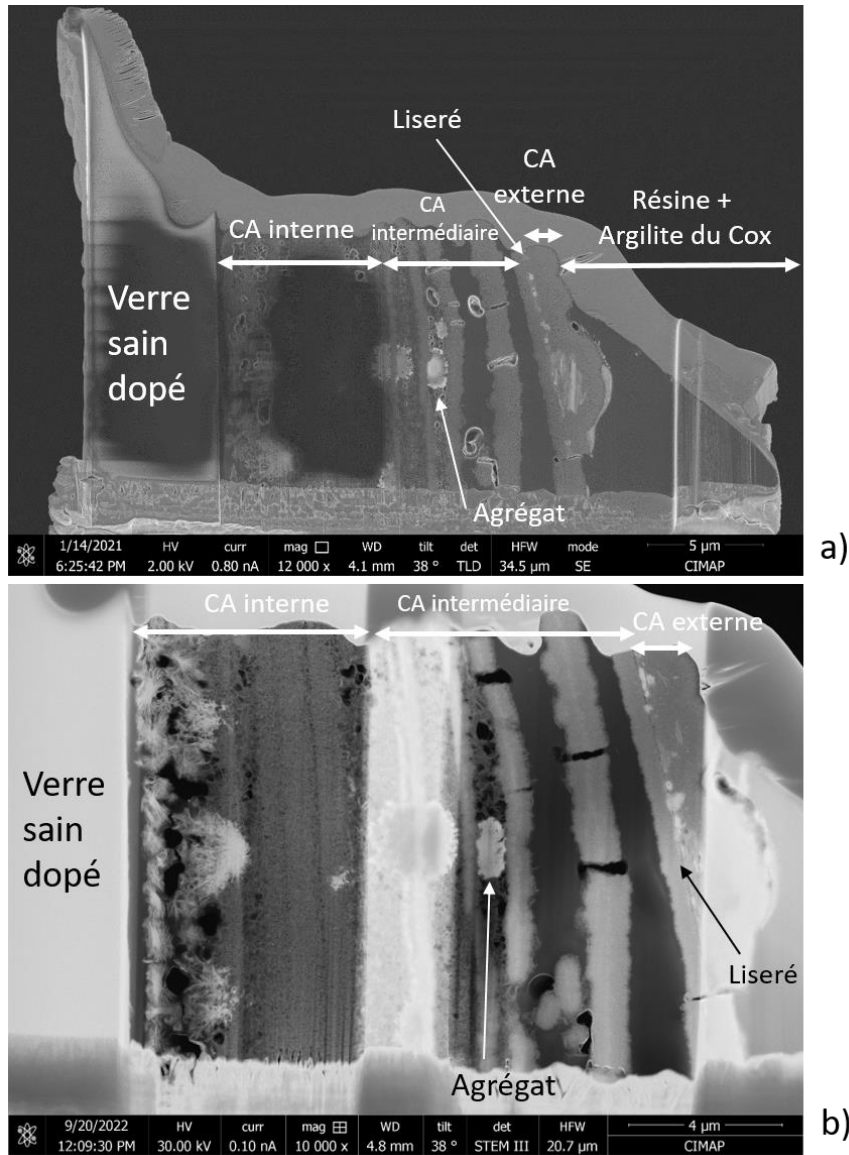 Liseré
CA
externe
CA
intermédiaire
Résine +
Argilite du Cox
CA interne
Verre
sain
dopé
Agrégat
1/14/2021 HV curr mag WD tilt det HFW mode 5 µm
6:25:42 PM 2.00 kV 0.80 nA 12 000 x 4.1 mm 38 ° TLD 34.5 µm SE CIMAP
a)
CA interne
CA intermédiaire
CA externe
Verre
sain
dopé
Liseré
Agrégat
9/20/2022 HV curr mag WD tilt det HFW 4 µm
12:09:30 PM 30.00 kV 0.10 nA 10 000 x 4.8 mm 38 ° STEM III 20.7 µm CIMAP
b)